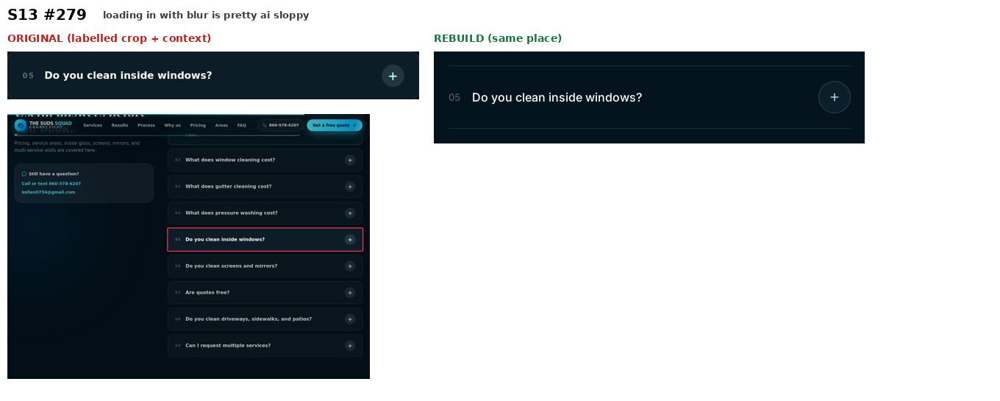 S13 #279 loading in with blur is pretty ai sloppy
ORIGINAL (labelled crop + context)
05 Do you clean inside windows? +
THE SUDS SQUAD Services Results Process Why us Pricing Areas FAQ 860-578-6207 Get a free quote
Pricing, service areas, inside glass, screens, mirrors, and
multi-service visits are covered here.
Still have a question?
Call or text 860-578-6207
What does window cleaning cost? +
What does gutter cleaning cost? +
What does pressure washing cost? +
05 Do you clean inside windows? +
Do you clean screens and mirrors? +
Are quotes free? +
Do you clean driveways, sidewalks, and patios? +
Can I request multiple services? +
REBUILD (same place)
05 Do you clean inside windows? +